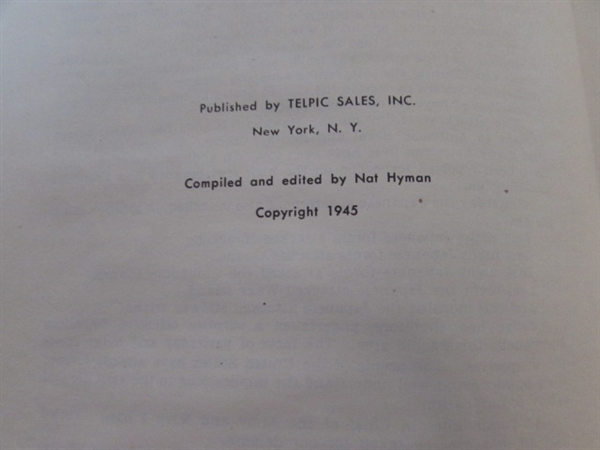 Published by TELPIC SALES, INC.
New York, N. Y.
Compiled and edited by Nat Hyman
Copyright 1945